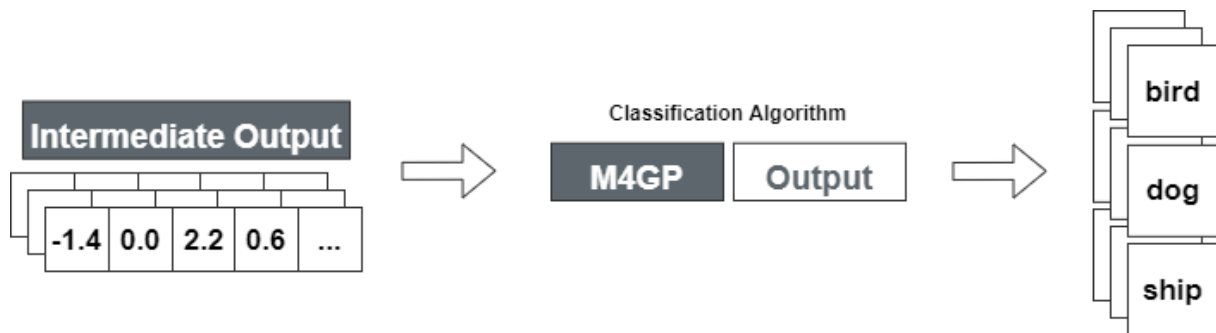 Intermediate Output
-1.4 0.0 2.2 0.6 ...
Classification Algorithm
M4GP Output
bird
dog
ship